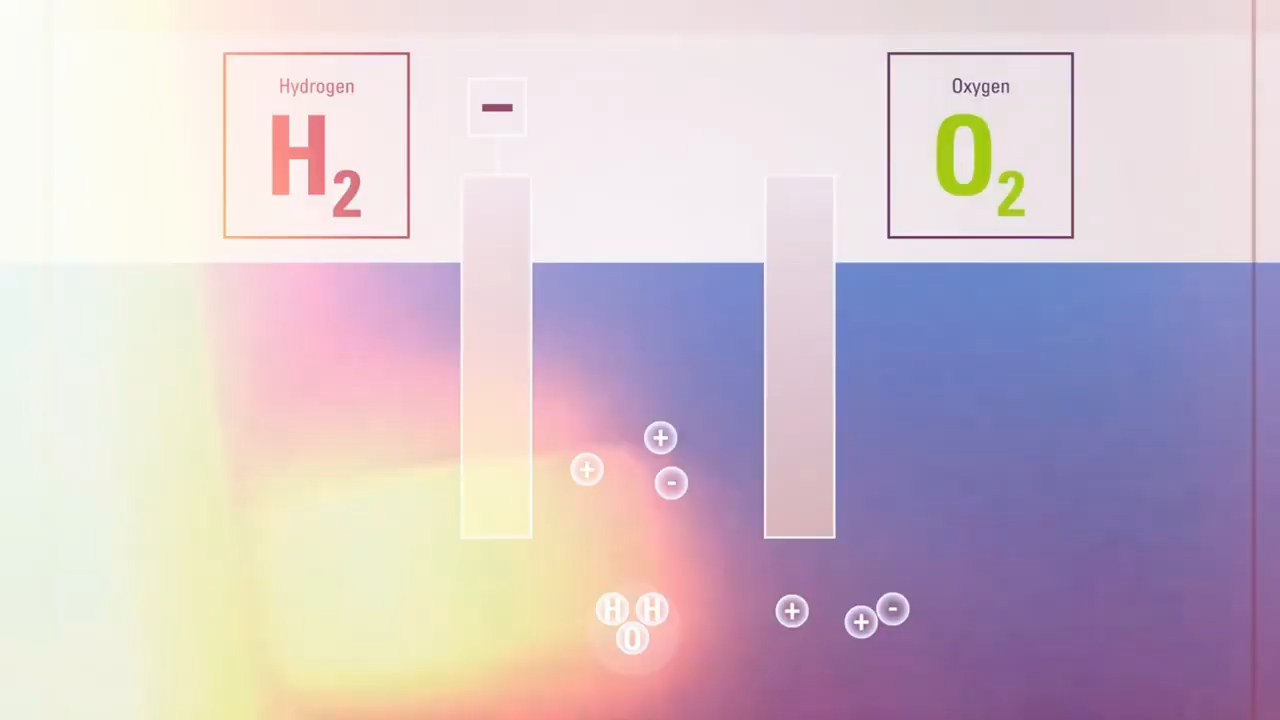 Hydrogen
H2
−
Oxygen
O2
+
+
-
H H
O
+
+
-